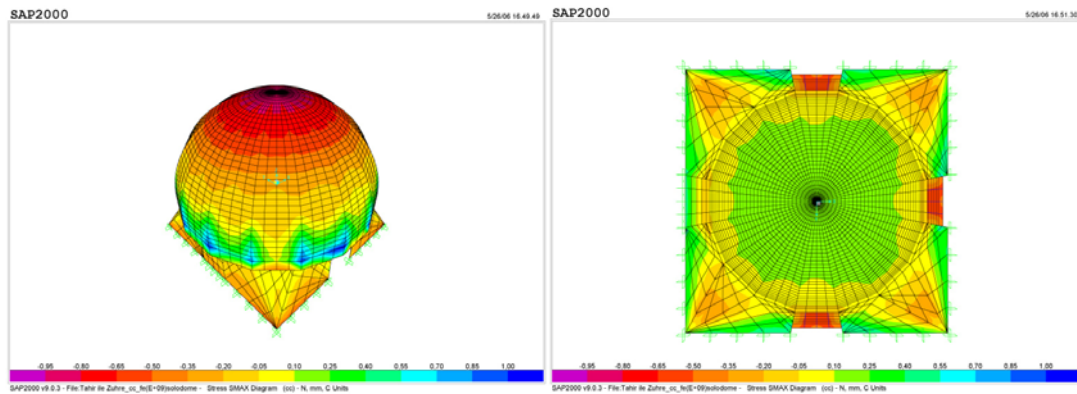 SAP2000
5/26/06 16:49:49
-0.95 -0.80 -0.65 -0.50 -0.35 -0.20 -0.05 0.10 0.25 0.40 0.55 0.70 0.85 1.00
SAP2000 v9.0.3 - File:Tahir ile Zuhre_cc_fe(E+09)solodome - Stress SMAX Diagram (cc) - N, mm, C Units
SAP2000
5/26/06 16:51:30
-0.95 -0.80 -0.65 -0.50 -0.35 -0.20 -0.05 0.10 0.25 0.40 0.55 0.70 0.85 1.00
SAP2000 v9.0.3 - File:Tahir ile Zuhre_cc_fe(E+09)solodome - Stress SMAX Diagram (cc) - N, mm, C Units